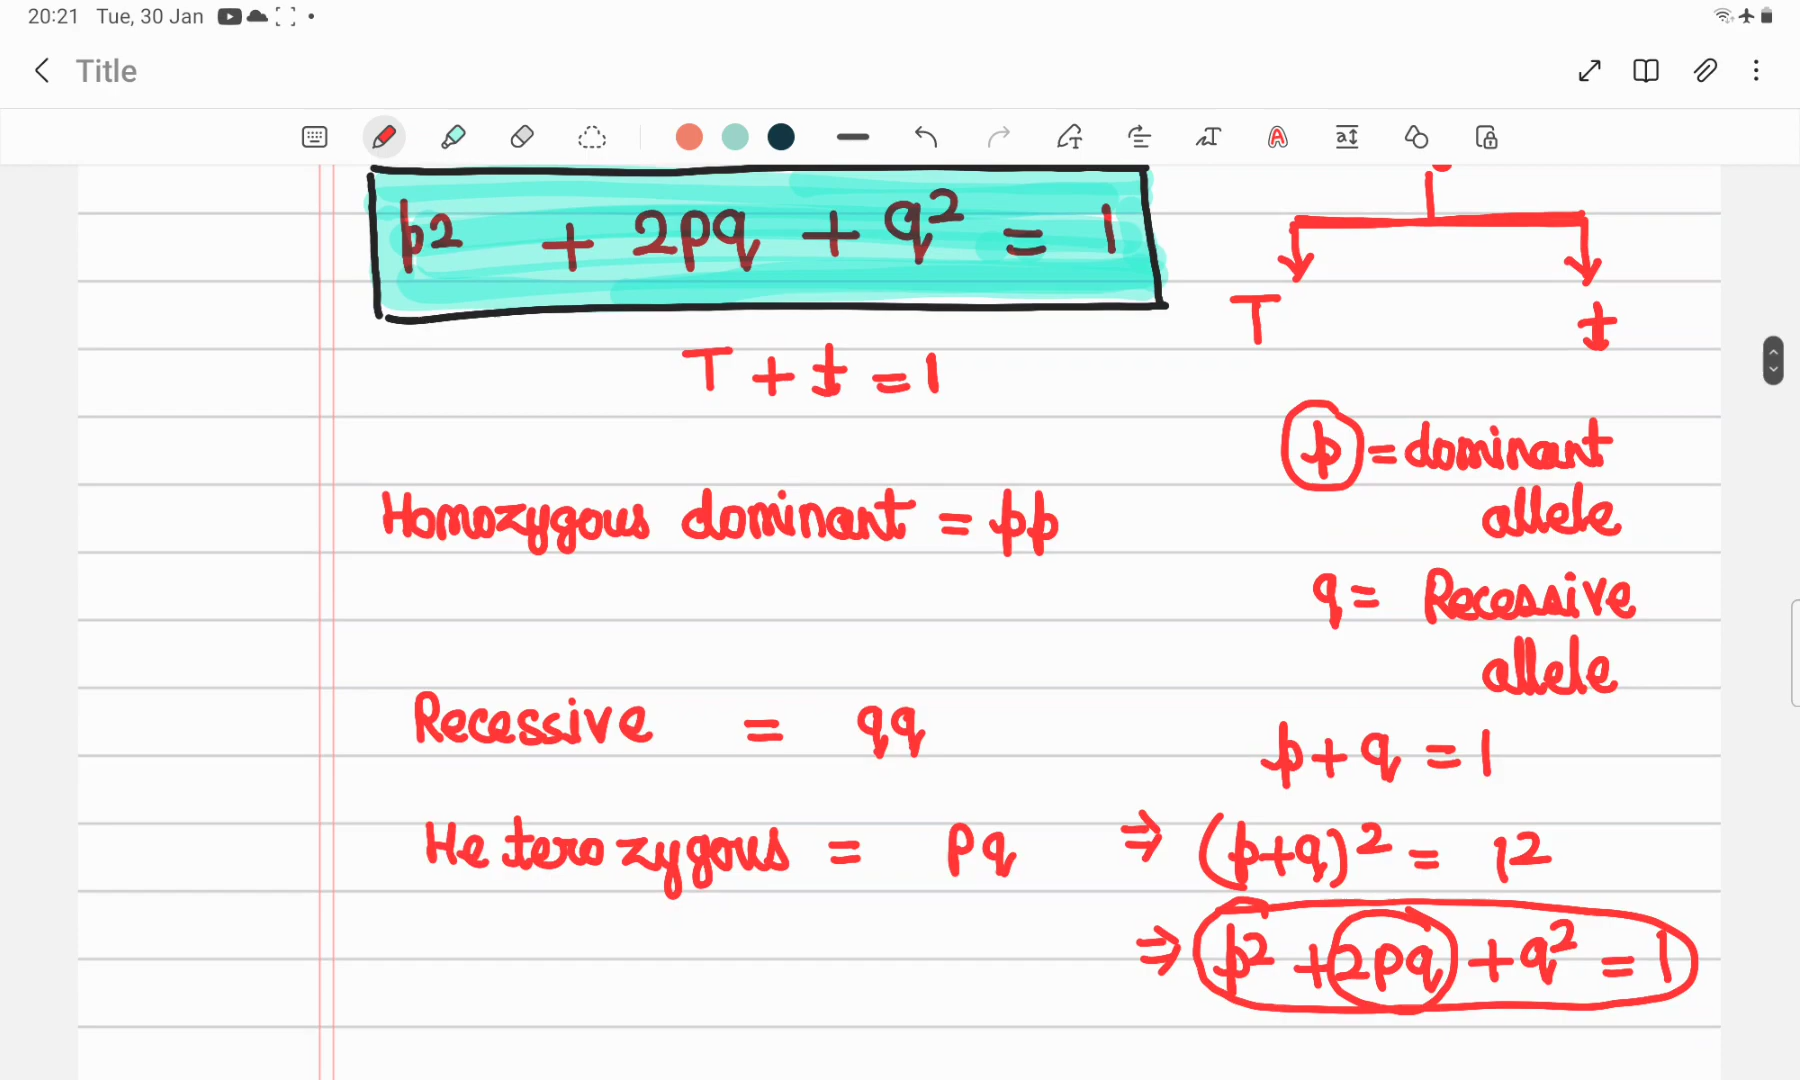 20:21 Tue, 30 Jan
Title
p2 + 2pq + q² = 1
T t
T + t = 1
p = dominant
allele
Homozygous dominant = pp
q = Recessive
allele
Recessive = qq
p+q = 1
Heterozygous = Pq
⇒ (p+q)² = 1²
⇒ p² + 2pq + q² = 1